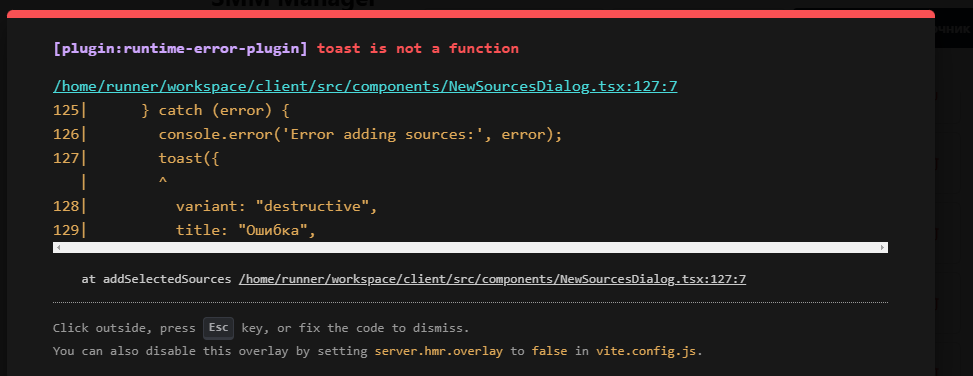 SMM Manager
очник
[plugin:runtime-error-plugin] toast is not a function
/home/runner/workspace/client/src/components/NewSourcesDialog.tsx:127:7
125|      } catch (error) {
126|        console.error('Error adding sources:', error);
127|        toast({
   |        ^
128|          variant: "destructive",
129|          title: "Ошибка",
at addSelectedSources /home/runner/workspace/client/src/components/NewSourcesDialog.tsx:127:7
Click outside, press Esc key, or fix the code to dismiss.
You can also disable this overlay by setting server.hmr.overlay to false in vite.config.js.